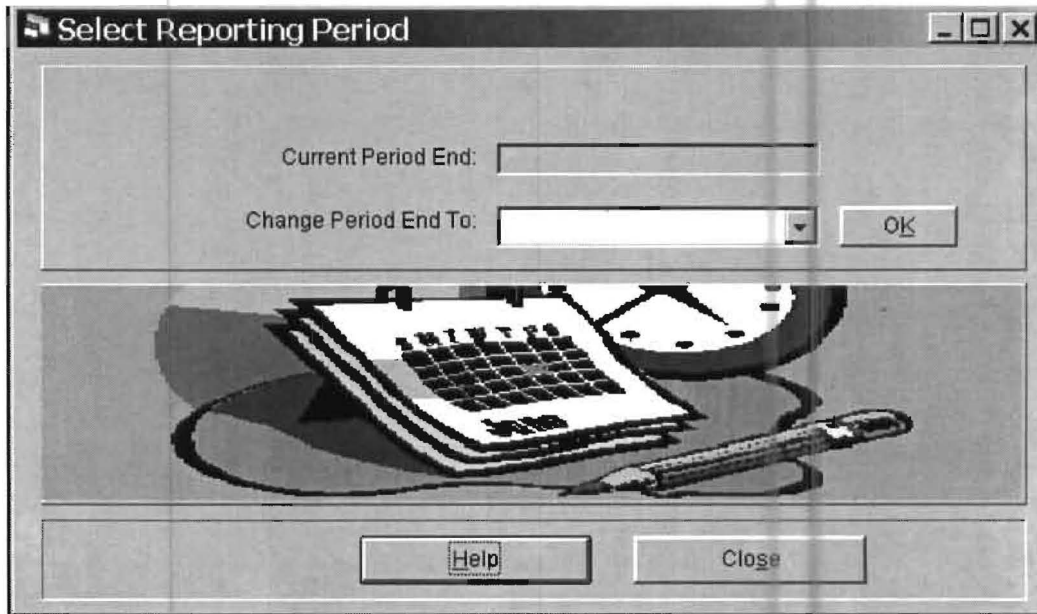 Select Reporting Period
Current Period End:
Change Period End To:
OK
S M T W T F S
Help
Close